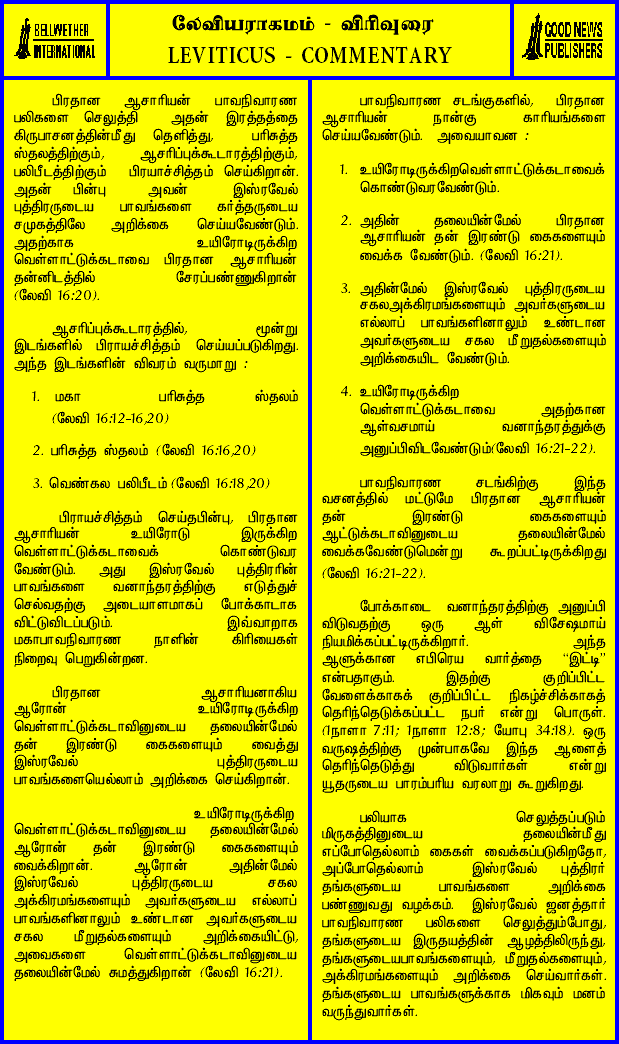 BELLWETHER
INTERNATIONAL
லேவியராகமம் - விரிவுரை
LEVITICUS - COMMENTARY
GOOD NEWS
PUBLISHERS
பிரதான ஆசாரியன் பாவநிவாரண
பலிகளை செலுத்தி அதன் இரத்தத்தை
கிருபாசனத்தின்மீது தெளித்து, பரிசுத்த
ஸ்தலத்திற்கும், ஆசரிப்புக்கூடாரத்திற்கும்,
பலிபீடத்திற்கும் பிரயாச்சித்தம் செய்கிறான்.
அதன் பின்பு அவன் இஸ்ரவேல்
புத்திரருடைய பாவங்களை கர்த்தருடைய
சமுகத்திலே அறிக்கை செய்யவேண்டும்.
அதற்காக உயிரோடிருக்கிற
வெள்ளாட்டுக்கடாவை பிரதான ஆசாரியன்
தன்னிடத்தில் சேரப்பண்ணுகிறான்
(லேவி 16:20).
ஆசரிப்புக்கூடாரத்தில், மூன்று
இடங்களில் பிராயச்சித்தம் செய்யப்படுகிறது.
அந்த இடங்களின் விவரம் வருமாறு :
1. மகா பரிசுத்த ஸ்தலம்
(லேவி 16:12-16,20)
2. பரிசுத்த ஸ்தலம் (லேவி 16:16,20)
3. வெண்கல பலிபீடம் (லேவி 16:18,20)
பிராயச்சித்தம் செய்தபின்பு, பிரதான
ஆசாரியன் உயிரோடு இருக்கிற
வெள்ளாட்டுக்கடாவைக் கொண்டுவர
வேண்டும். அது இஸ்ரவேல் புத்திரரின்
பாவங்களை வனாந்தரத்திற்கு எடுத்துச்
செல்வதற்கு அடையாளமாகப் போக்காடாக
விட்டுவிடப்படும். இவ்வாறாக
மகாபாவநிவாரண நாளின் கிரியைகள்
நிறைவு பெறுகின்றன.
பிரதான ஆசாரியனாகிய
ஆரோன் உயிரோடிருக்கிற
வெள்ளாட்டுக்கடாவினுடைய தலையின்மேல்
தன் இரண்டு கைகளையும் வைத்து
இஸ்ரவேல் புத்திரருடைய
பாவங்களையெல்லாம் அறிக்கை செய்கிறான்.
உயிரோடிருக்கிற
வெள்ளாட்டுக்கடாவினுடைய தலையின்மேல்
ஆரோன் தன் இரண்டு கைகளையும்
வைக்கிறான். ஆரோன் அதின்மேல்
இஸ்ரவேல் புத்திரருடைய சகல
அக்கிரமங்களையும் அவர்களுடைய எல்லாப்
பாவங்களினாலும் உண்டான அவர்களுடைய
சகல மீறுதல்களையும் அறிக்கையிட்டு,
அவைகளை வெள்ளாட்டுக்கடாவினுடைய
தலையின்மேல் சுமத்துகிறான் (லேவி 16:21).
பாவநிவாரண சடங்குகளில், பிரதான
ஆசாரியன் நான்கு காரியங்களை
செய்யவேண்டும். அவையாவன :
1. உயிரோடிருக்கிறவெள்ளாட்டுக்கடாவைக்
கொண்டுவரவேண்டும்.
2. அதின் தலையின்மேல் பிரதான
ஆசாரியன் தன் இரண்டு கைகளையும்
வைக்க வேண்டும். (லேவி 16:21).
3. அதின்மேல் இஸ்ரவேல் புத்திரருடைய
சகலஅக்கிரமங்களையும் அவர்களுடைய
எல்லாப் பாவங்களினாலும் உண்டான
அவர்களுடைய சகல மீறுதல்களையும்
அறிக்கையிட வேண்டும்.
4. உயிரோடிருக்கிற
வெள்ளாட்டுக்கடாவை அதற்கான
ஆள்வசமாய் வனாந்தரத்துக்கு
அனுப்பிவிடவேண்டும்(லேவி 16:21-22).
பாவநிவாரண சடங்கிற்கு இந்த
வசனத்தில் மட்டுமே பிரதான ஆசாரியன்
தன் இரண்டு கைகளையும்
ஆட்டுக்கடாவினுடைய தலையின்மேல்
வைக்கவேண்டுமென்று கூறப்பட்டிருக்கிறது
(லேவி 16:21-22).
போக்காடை வனாந்தரத்திற்கு அனுப்பி
விடுவதற்கு ஒரு ஆள் விசேஷமாய்
நியமிக்கப்பட்டிருக்கிறார். அந்த
ஆளுக்கான எபிரெய வார்த்தை “இட்டி”
என்பதாகும். இதற்கு குறிப்பிட்ட
வேளைக்காகக் குறிப்பிட்ட நிகழ்ச்சிக்காகத்
தெரிந்தெடுக்கப்பட்ட நபர் என்று பொருள்.
(1நாளா 7:11; 1நாளா 12:8; யோபு 34:18). ஒரு
வருஷத்திற்கு முன்பாகவே இந்த ஆளைத்
தெரிந்தெடுத்து விடுவார்கள் என்று
யூதருடைய பாரம்பரிய வரலாறு கூறுகிறது.
பலியாக செலுத்தப்படும்
மிருகத்தினுடைய தலையின்மீது
எப்போதெல்லாம் கைகள் வைக்கப்படுகிறதோ,
அப்போதெல்லாம் இஸ்ரவேல் புத்திரர்
தங்களுடைய பாவங்களை அறிக்கை
பண்ணுவது வழக்கம். இஸ்ரவேல் ஜனத்தார்
பாவநிவாரண பலிகளை செலுத்தும்போது,
தங்களுடைய இருதயத்தின் ஆழத்திலிருந்து,
தங்களுடையபாவங்களையும், மீறுதல்களையும்,
அக்கிரமங்களையும் அறிக்கை செய்வார்கள்.
தங்களுடைய பாவங்களுக்காக மிகவும் மனம்
வருந்துவார்கள்.